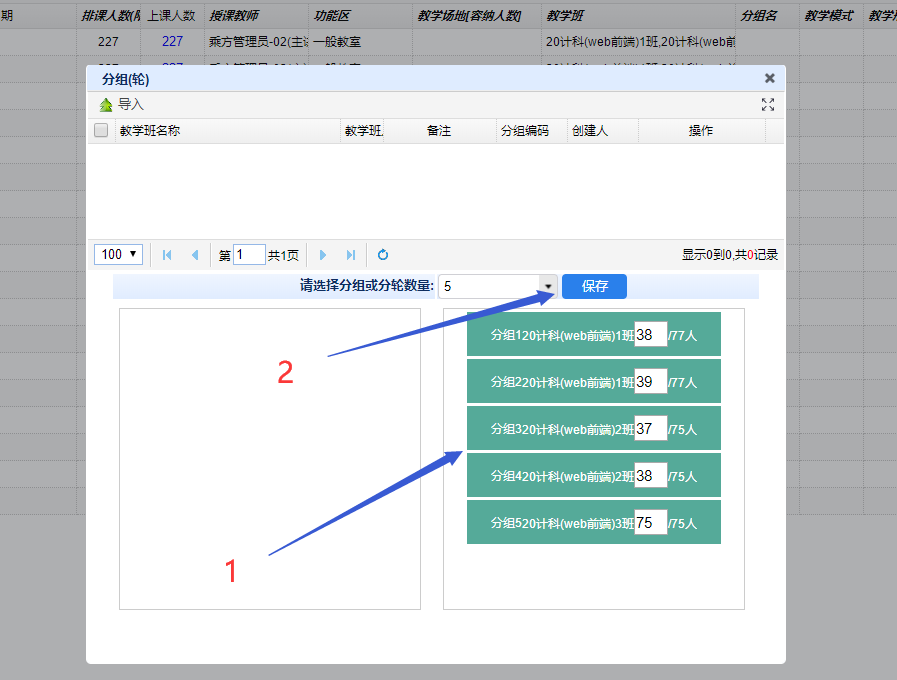 期 排课人数(限 上课人数 授课教师 功能区 教学场地[容纳人数] 教学班 分组名 教学模式
227 227 乘方管理员-02(主讲 一般教室 20计科(web前端)1班,20计科(web前
分组(轮)
导入
教学班名称 教学班 备注 分组编码 创建人 操作
100 第 1 共1页 显示0到0,共0记录
请选择分组或分轮数量: 5 保存
分组120计科(web前端)1班 38 /77人
2
分组220计科(web前端)1班 39 /77人
分组320计科(web前端)2班 37 /75人
分组420计科(web前端)2班 38 /75人
分组520计科(web前端)3班 75 /75人
1